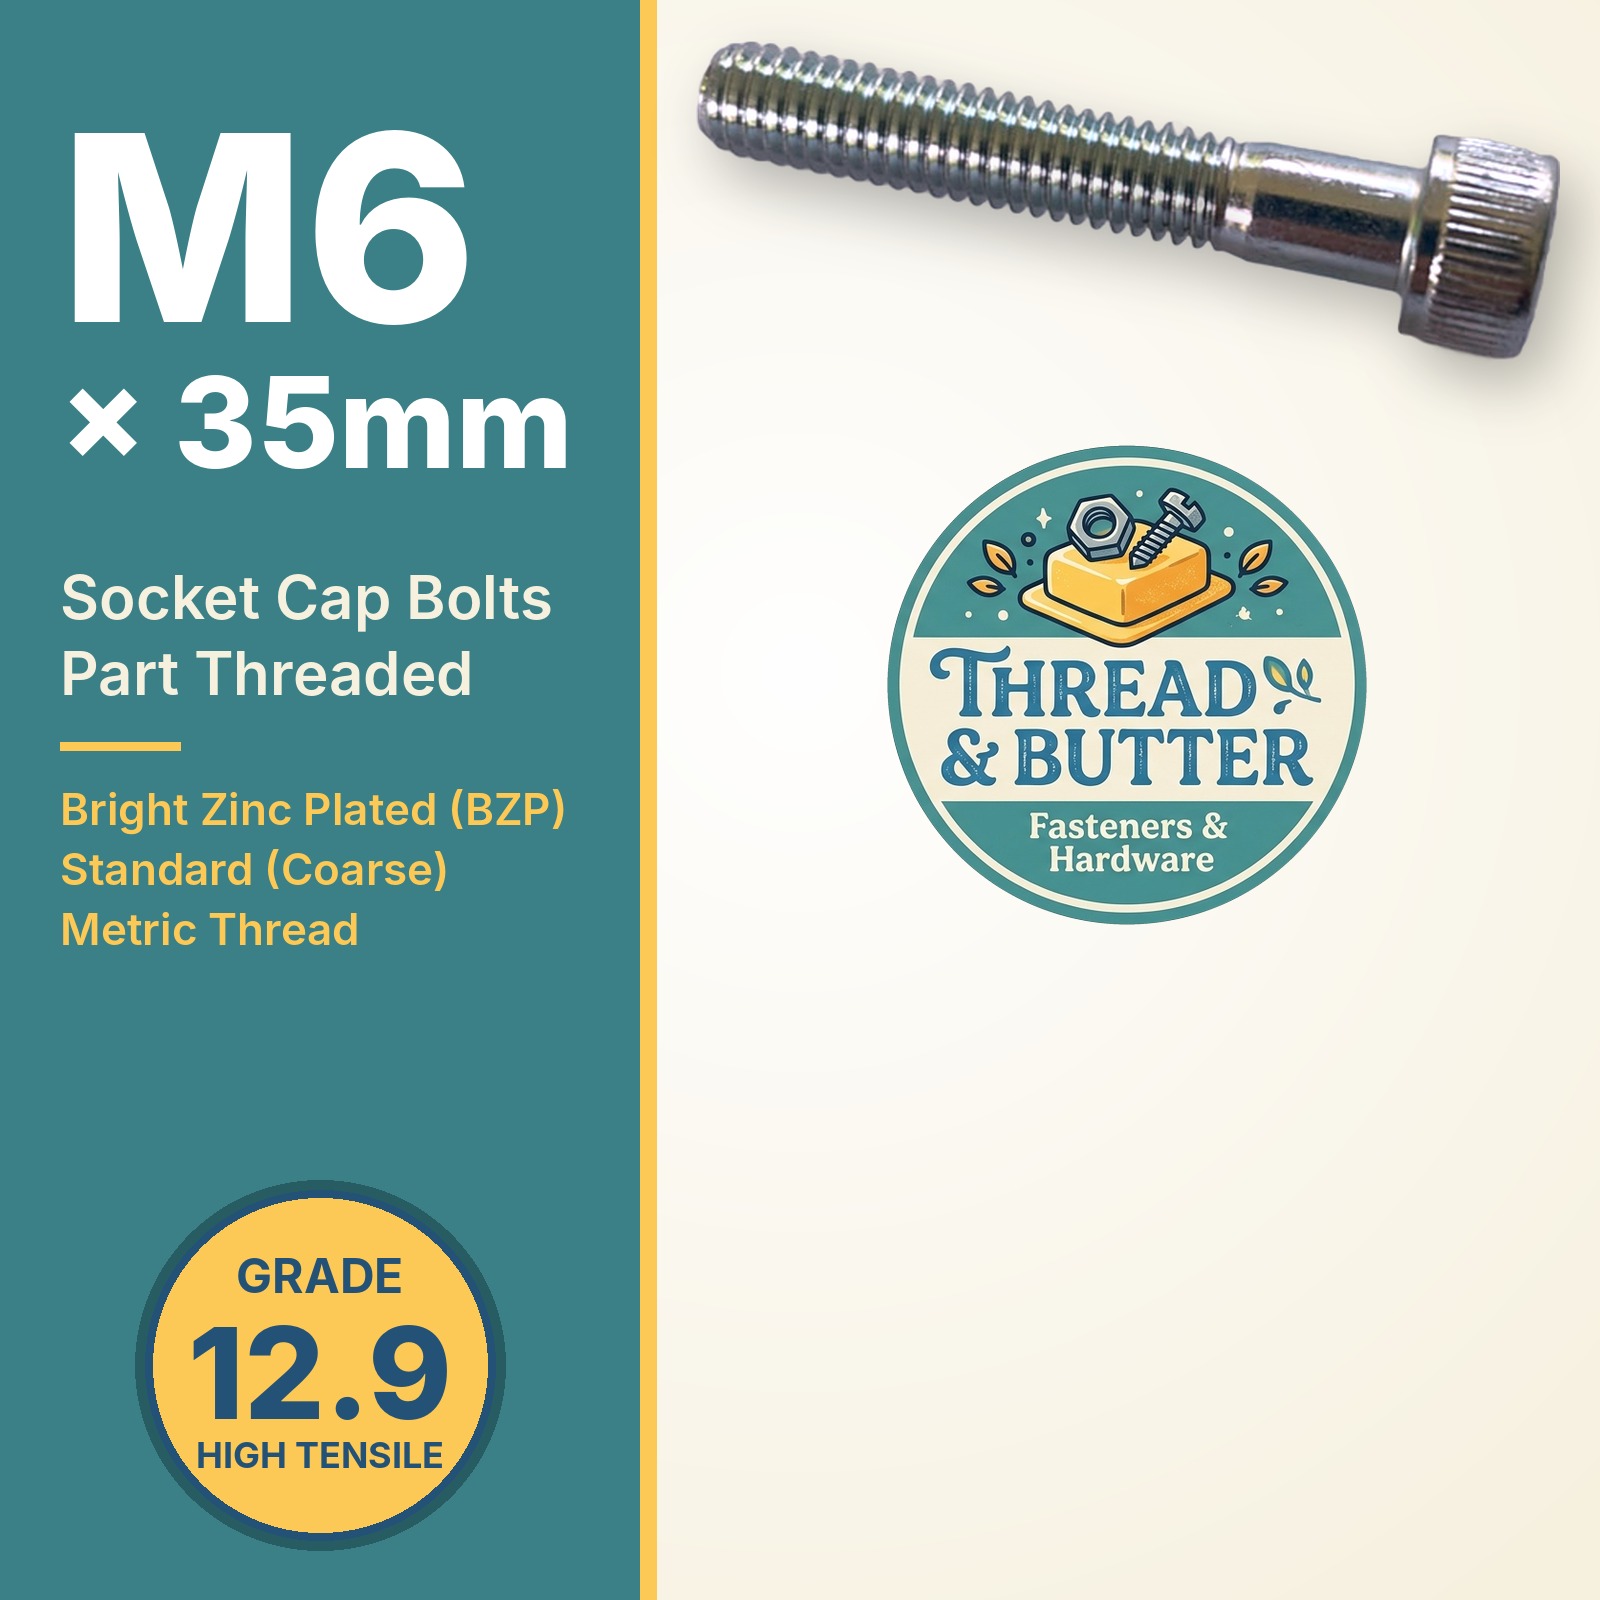 M6
× 35mm
Socket Cap Bolts
Part Threaded
Bright Zinc Plated (BZP)
Standard (Coarse)
Metric Thread
GRADE
12.9
HIGH TENSILE
THREAD
& BUTTER
Fasteners &
Hardware